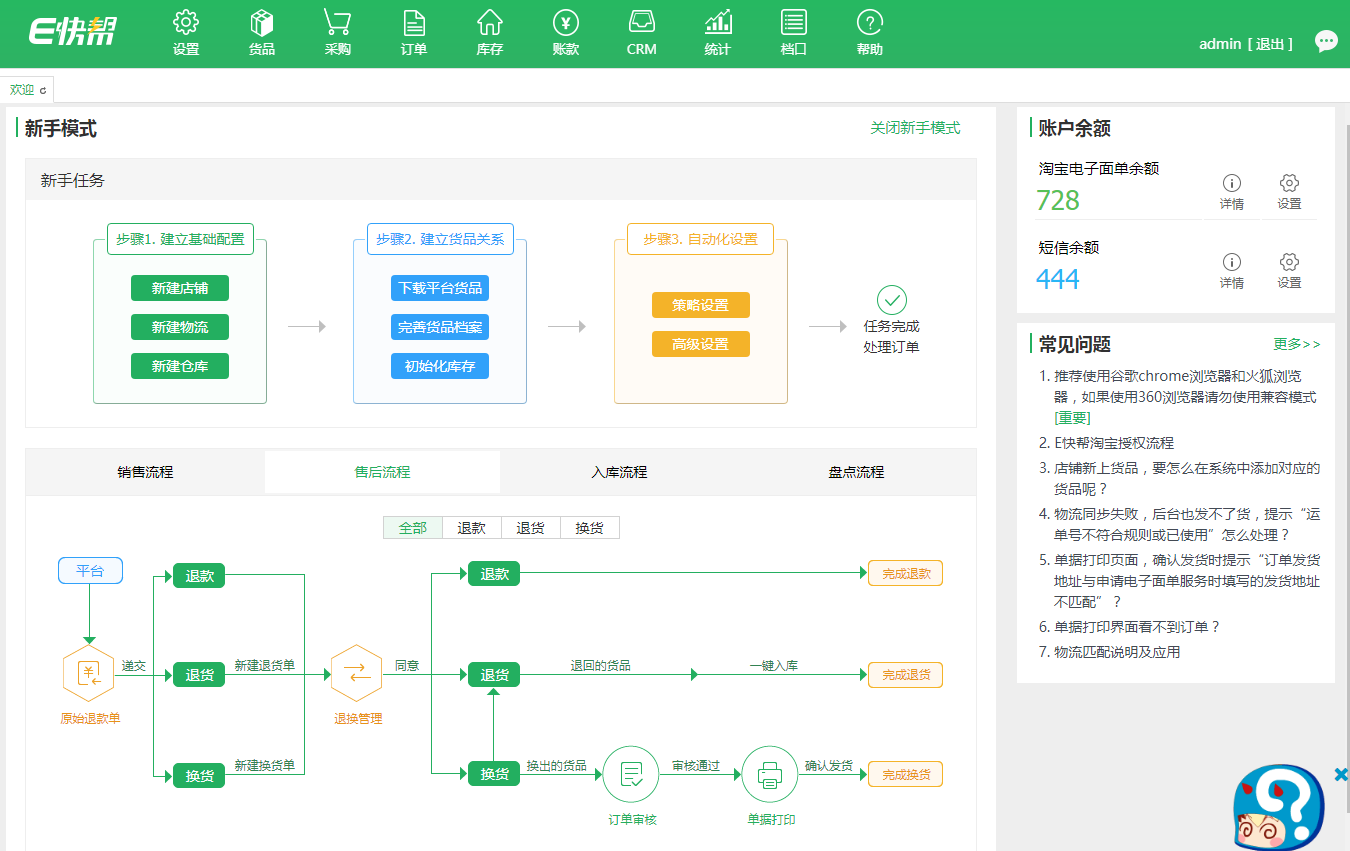 E快帮
设置
货品
采购
订单
库存
账款
CRM
统计
档口
帮助
admin [ 退出 ]
欢迎
新手模式
关闭新手模式
新手任务
步骤1. 建立基础配置
新建店铺
新建物流
新建仓库
步骤2. 建立货品关系
下载平台货品
完善货品档案
初始化库存
步骤3. 自动化设置
策略设置
高级设置
任务完成
处理订单
销售流程
售后流程
入库流程
盘点流程
全部
退款
退货
换货
平台
原始退款单
递交
退款
退货
换货
新建退货单
新建换货单
退换管理
同意
退款
完成退款
退货
退回的货品
一键入库
完成退货
换货
换出的货品
订单审核
审核通过
单据打印
确认发货
完成换货
账户余额
淘宝电子面单余额
728
详情
设置
短信余额
444
详情
设置
常见问题
更多>>
1. 推荐使用谷歌chrome浏览器和火狐浏览
器，如果使用360浏览器请勿使用兼容模式
[重要]
2. E快帮淘宝授权流程
3. 店铺新上货品，要怎么在系统中添加对应的
货品呢？
4. 物流同步失败，后台也发不了货，提示“运
单号不符合规则或已使用”怎么处理？
5. 单据打印页面，确认发货时提示“订单发货
地址与申请电子面单服务时填写的发货地址
不匹配”？
6. 单据打印界面看不到订单？
7. 物流匹配说明及应用